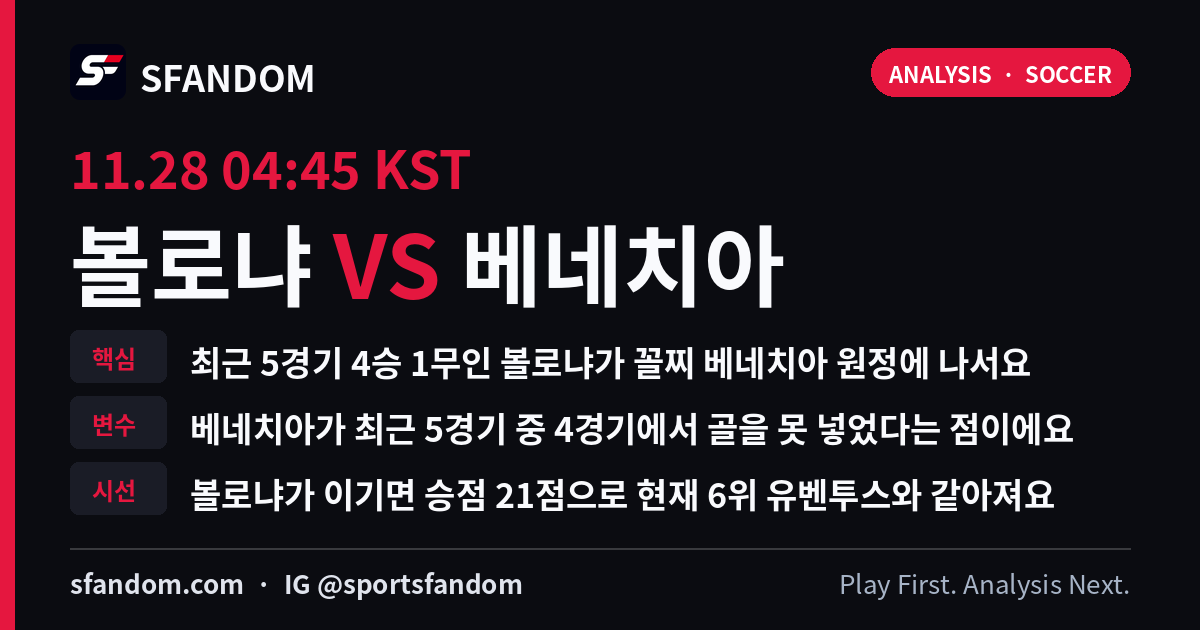 SFANDOM
ANALYSIS · SOCCER
11.28 04:45 KST
볼로냐 VS 베네치아
핵심 최근 5경기 4승 1무인 볼로냐가 꼴찌 베네치아 원정에 나서요
변수 베네치아가 최근 5경기 중 4경기에서 골을 못 넣었다는 점이에요
시선 볼로냐가 이기면 승점 21점으로 현재 6위 유벤투스와 같아져요
sfandom.com · IG @sportsfandom
Play First. Analysis Next.